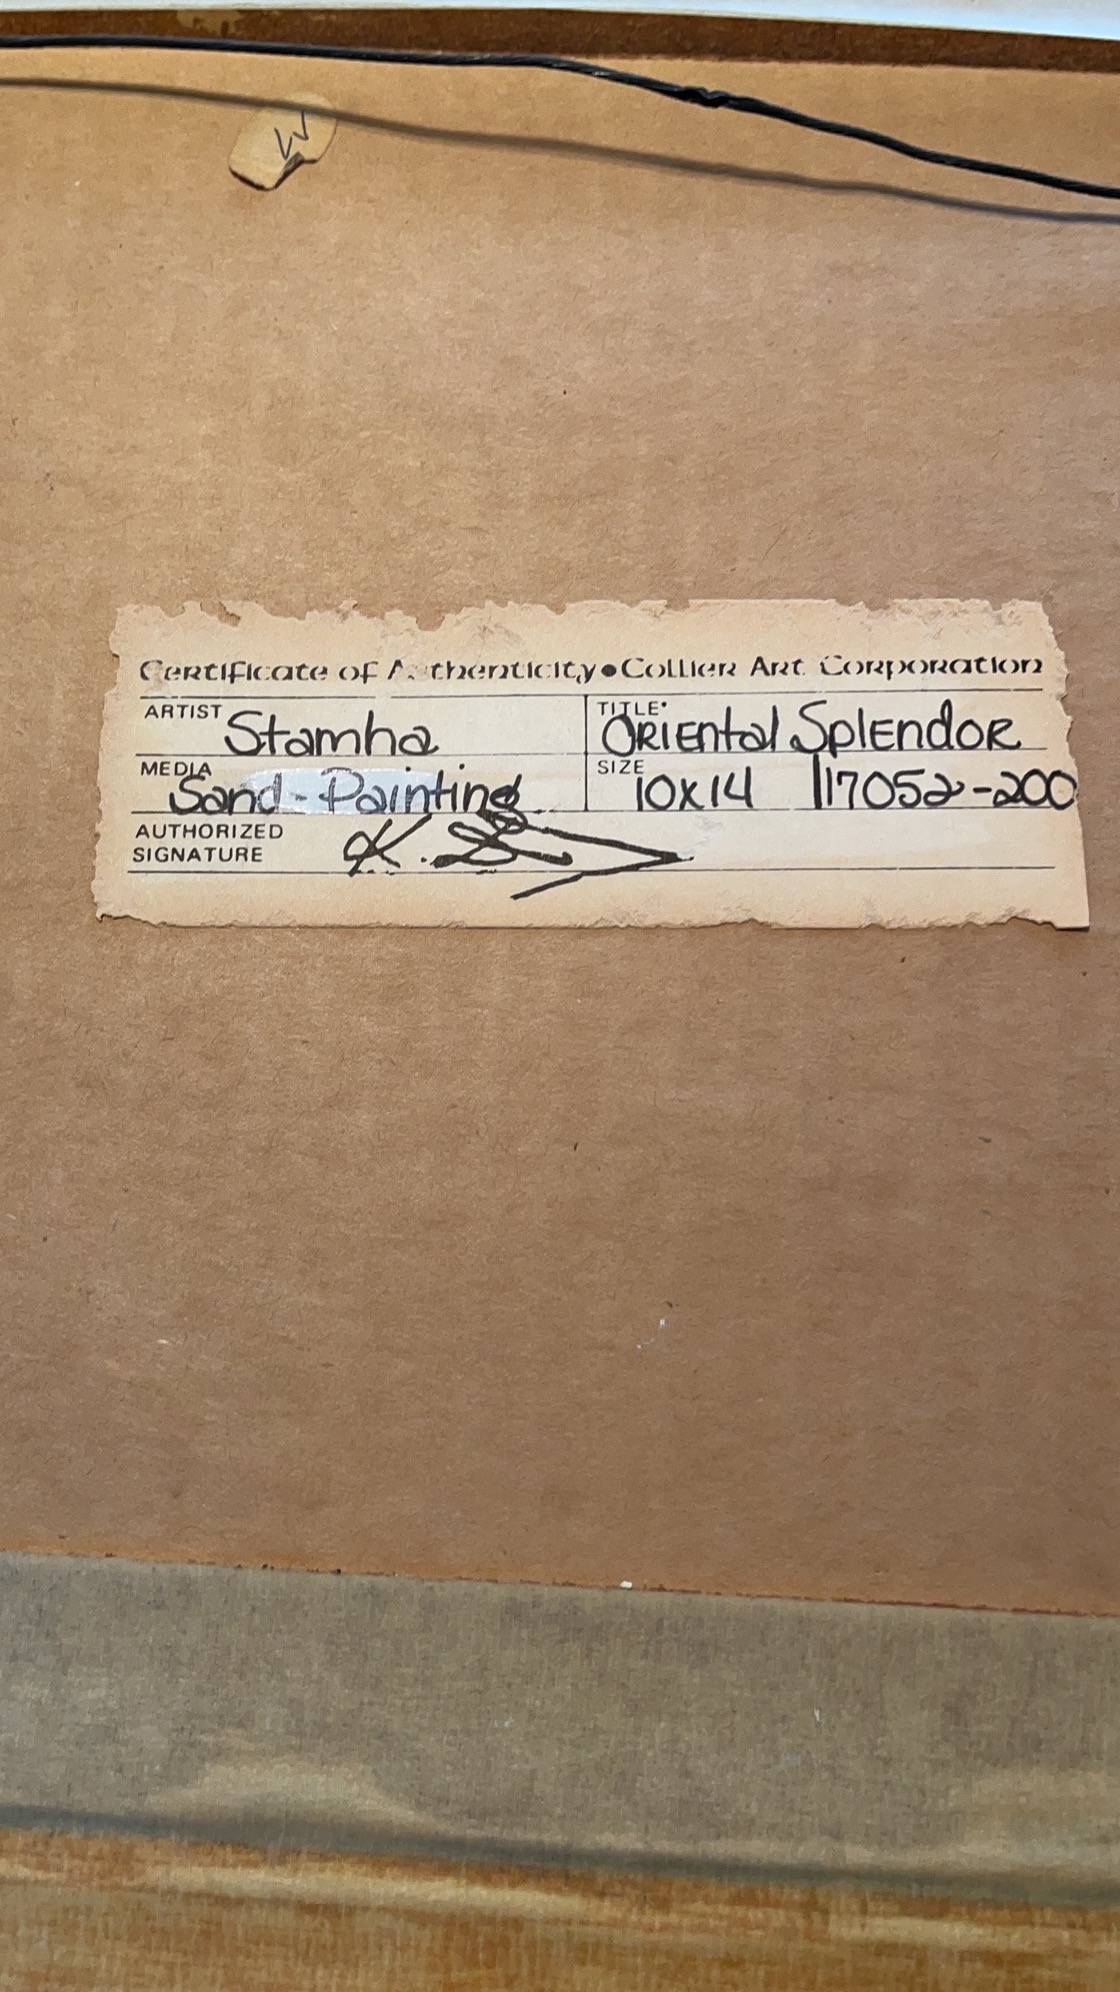 Certificate of Authenticity • Collier Art Corporation
ARTIST Stamha TITLE Oriental Splendor
MEDIA Sand-Painting SIZE 10x14 17052-200
AUTHORIZED
SIGNATURE